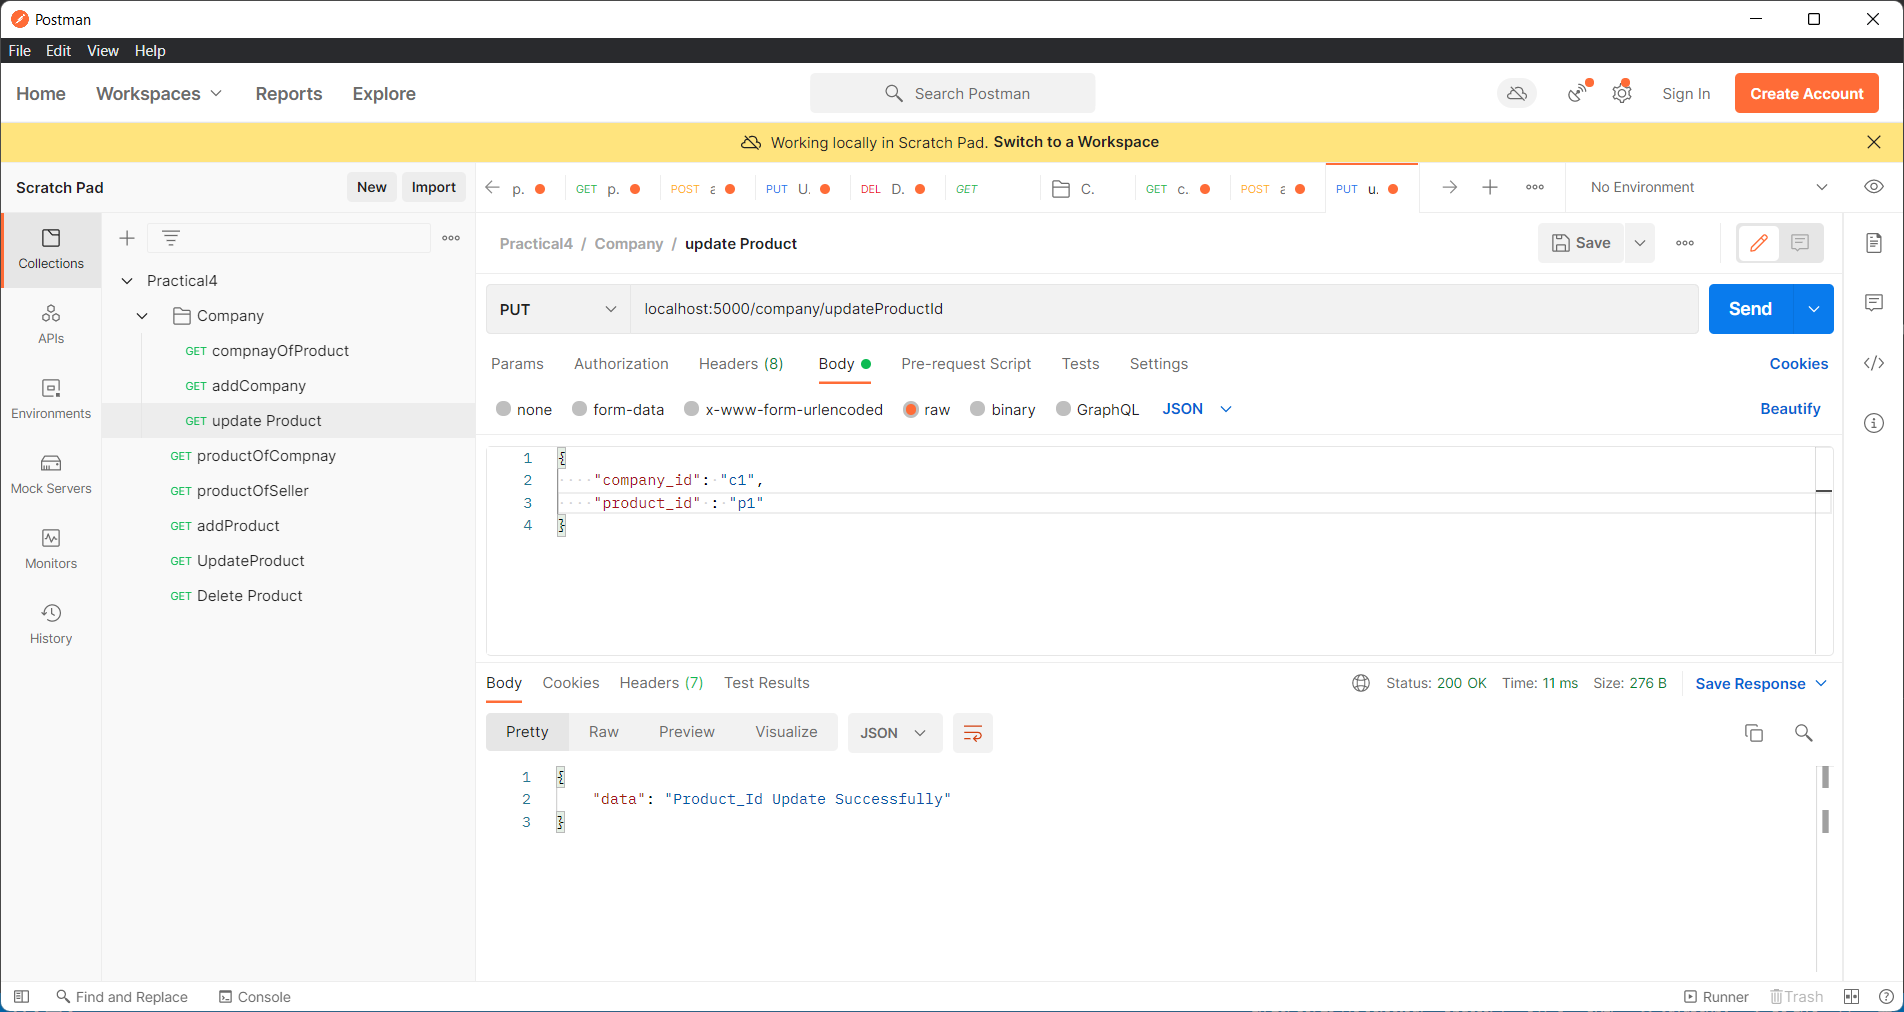 Postman
File Edit View Help
Home Workspaces Reports Explore Search Postman Sign In Create Account
Working locally in Scratch Pad. Switch to a Workspace
Scratch Pad New Import
p. GET p. POST a PUT U. DEL D. GET C. GET c. POST a PUT u. No Environment
Collections
APIs
Environments
Mock Servers
Monitors
History
Practical4
Company
GET compnayOfProduct
GET addCompany
GET update Product
GET productOfCompnay
GET productOfSeller
GET addProduct
GET UpdateProduct
GET Delete Product
Practical4 / Company / update Product Save
PUT localhost:5000/company/updateProductId Send
Params Authorization Headers (8) Body Pre-request Script Tests Settings Cookies
none form-data x-www-form-urlencoded raw binary GraphQL JSON Beautify
1 {
2 "company_id": "c1",
3 "product_id" : "p1"
4 }
Body Cookies Headers (7) Test Results Status: 200 OK Time: 11 ms Size: 276 B Save Response
Pretty Raw Preview Visualize JSON
1 {
2 "data": "Product_Id Update Successfully"
3 }
Find and Replace Console Runner Trash